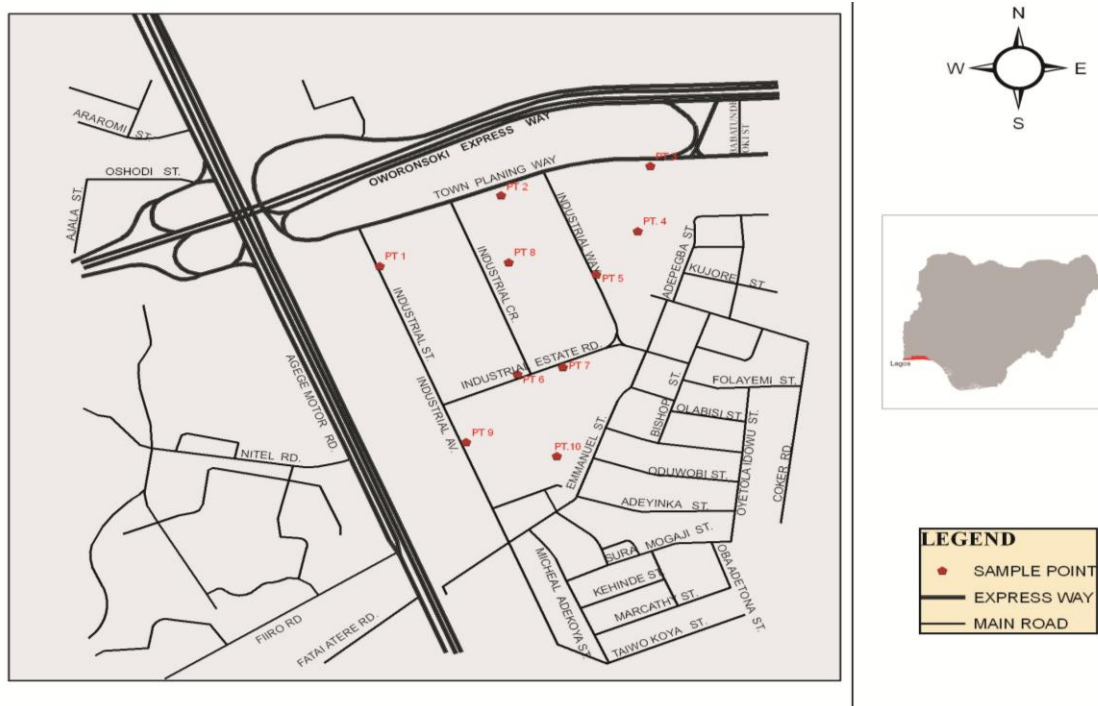 N
W E
S
ARAROMI ST.
OSHODI ST.
AJALA ST.
OWORONSOKI EXPRESS WAY
TOWN PLANING WAY
PT 2
PT. 4
PT 1
PT 8
PT 5
INDUSTRIAL WAY
INDUSTRIAL CR.
INDUSTRIAL ST.
ADEPEGBA ST.
KUJORE ST.
INDUSTRIAL ESTATE RD.
PT 6
PT 7
AGEGE MOTOR RD.
INDUSTRIAL AV.
FOLAYEMI ST.
OLABISI ST.
BISHOP ST.
PT 9
PT.10
EMMANUEL ST.
NITEL RD.
ODUWOBI ST.
OYETOLA IDOWU ST.
COKER RD.
ADEYINKA ST.
SURA MOGAJI ST.
OBA ADETONA ST.
KEHINDE ST.
MARCATHY ST.
MICHEAL ADEKOYA ST.
TAIWO KOYA ST.
FIIRO RD
FATAI ATERE RD.
Lagos
LEGEND
SAMPLE POINT
EXPRESS WAY
MAIN ROAD